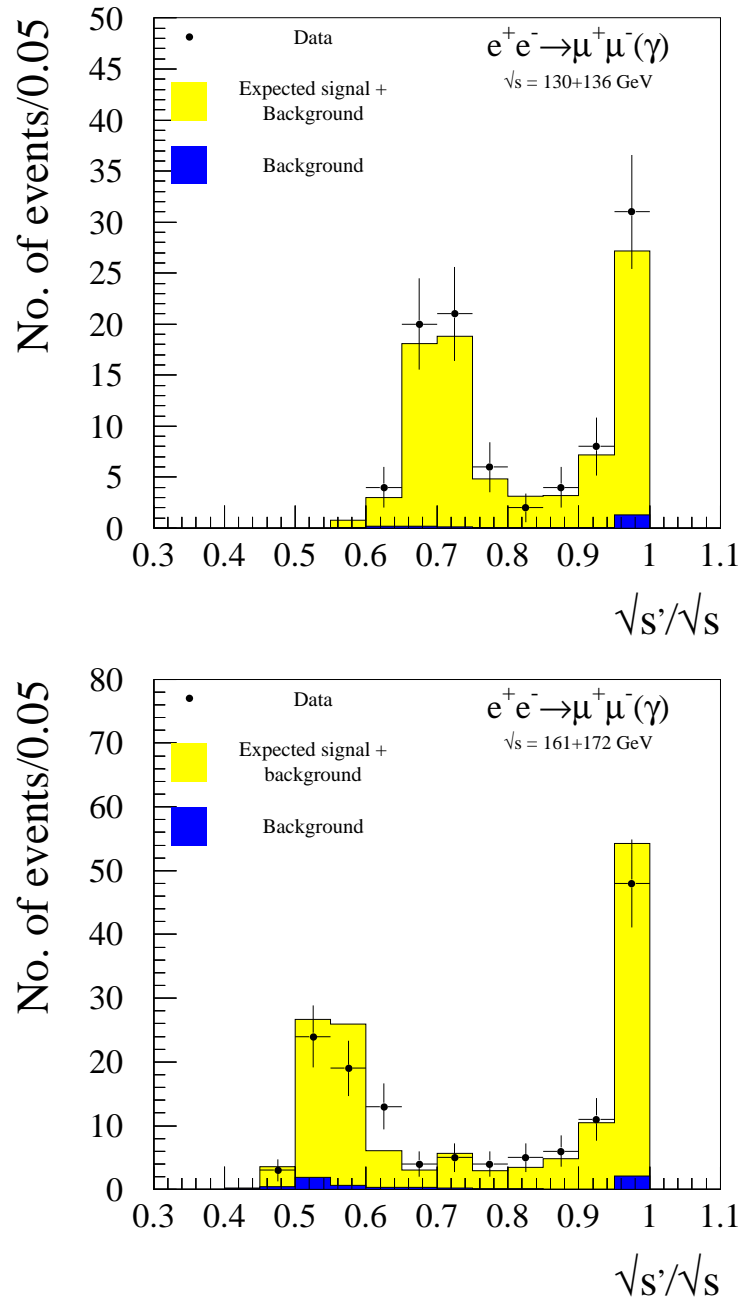 50
45
40
35
30
25
20
15
10
5
0
No. of events/0.05
Data
Expected signal +
Background
Background
e⁺e⁻→μ⁺μ⁻(γ)
√s = 130+136 GeV
0.3 0.4 0.5 0.6 0.7 0.8 0.9 1 1.1
√s’/√s
80
70
60
50
40
30
20
10
0
No. of events/0.05
Data
Expected signal +
background
Background
e⁺e⁻→μ⁺μ⁻(γ)
√s = 161+172 GeV
0.3 0.4 0.5 0.6 0.7 0.8 0.9 1 1.1
√s’/√s